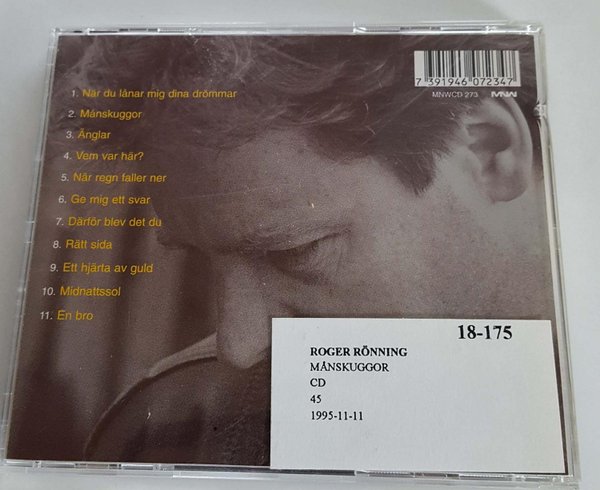 7 391946 072347
MNWCD 273 MNW
1. När du lånar mig dina drömmar
2. Månskuggor
3. Änglar
4. Vem var här?
5. När regn faller ner
6. Ge mig ett svar
7. Därför blev det du
8. Rätt sida
9. Ett hjärta av guld
10. Midnattssol
11. En bro
18-175
ROGER RÖNNING
MÅNSKUGGOR
CD
45
1995-11-11